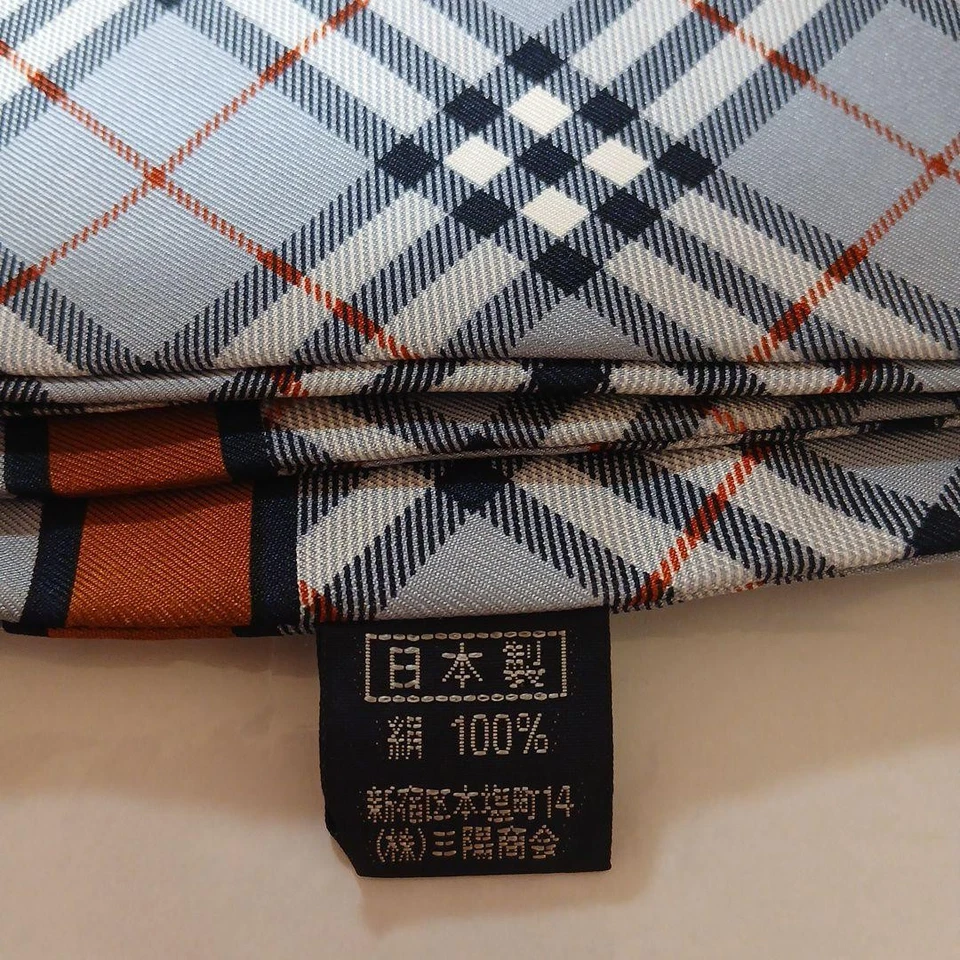 日本製
絹 100%
新宿区本塩町14
(株)三陽商会